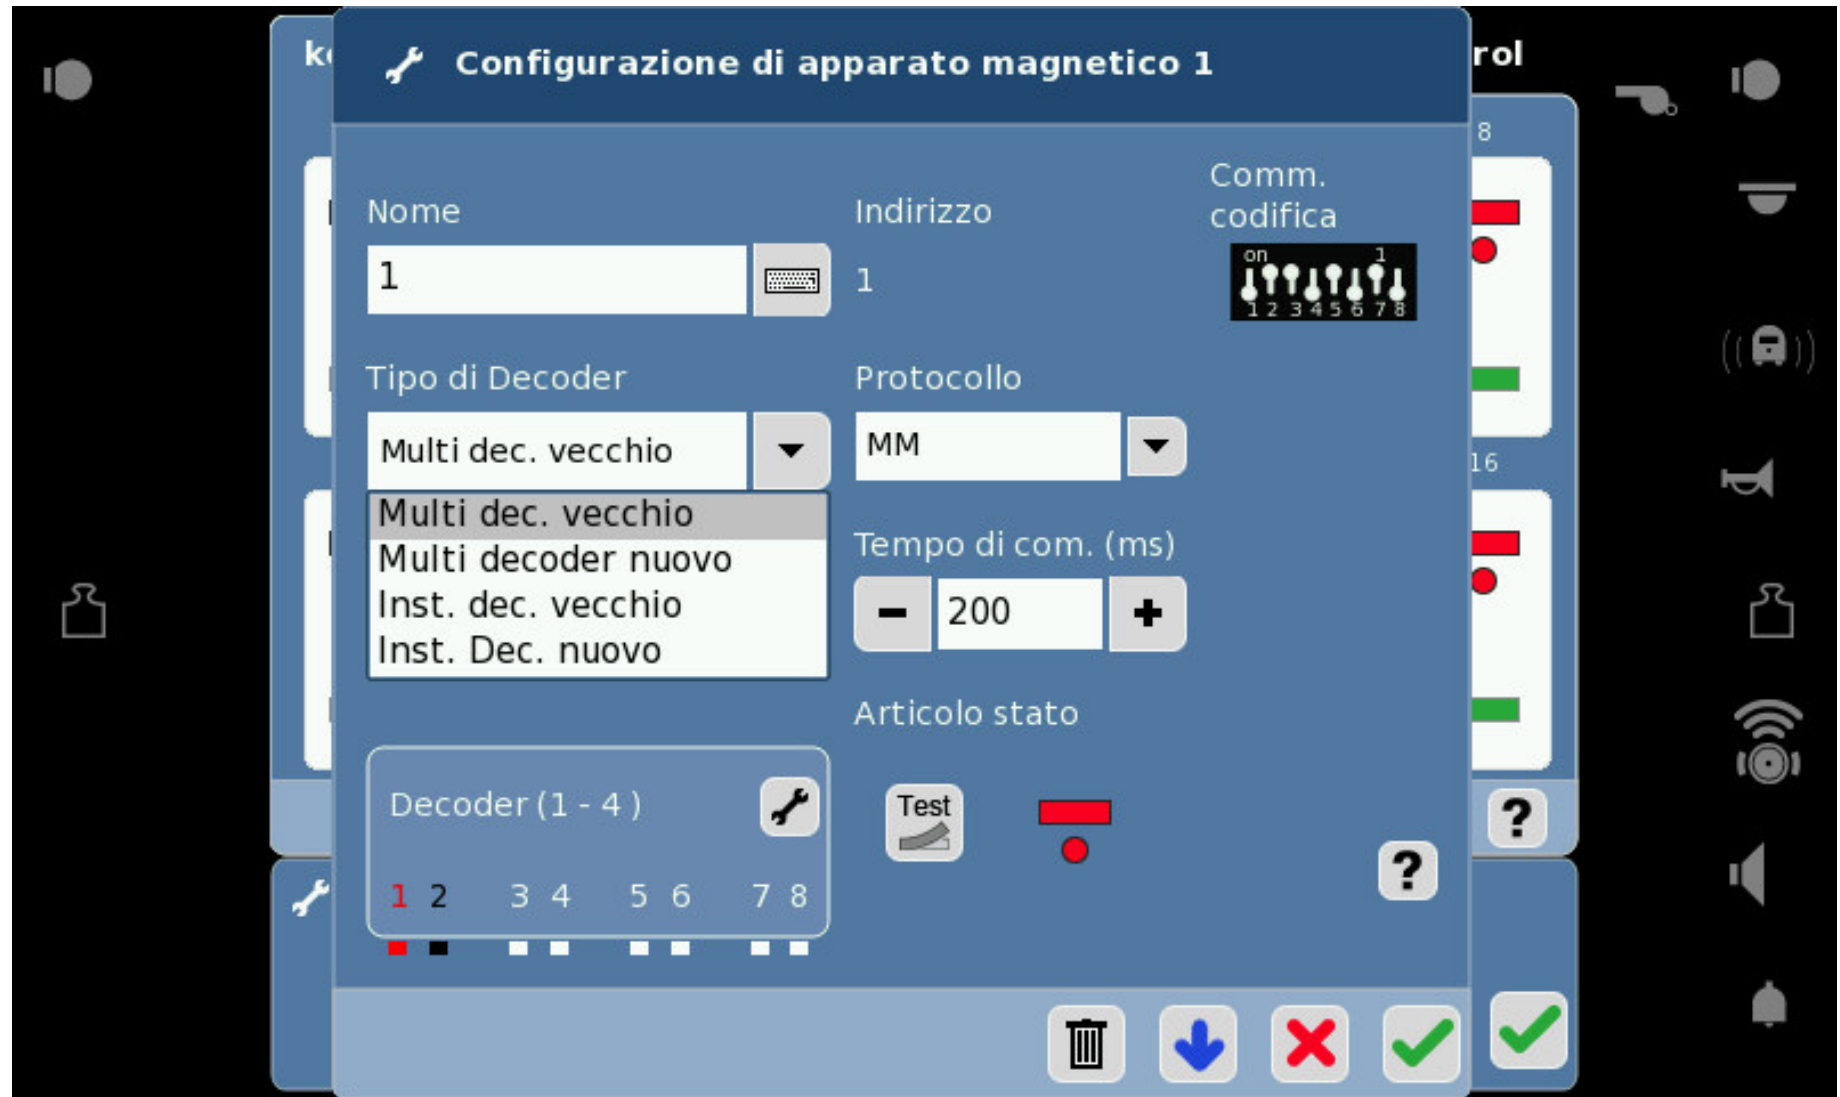 Configurazione di apparato magnetico 1
rol
8
Nome
Indirizzo
Comm.
codifica
1
1
on 1
1 2 3 4 5 6 7 8
Tipo di Decoder
Protocollo
Multi dec. vecchio
MM
16
Multi dec. vecchio
Multi decoder nuovo
Inst. dec. vecchio
Inst. Dec. nuovo
Tempo di com. (ms)
200
Articolo stato
Decoder (1 - 4 )
Test
1 2 3 4 5 6 7 8
?
?